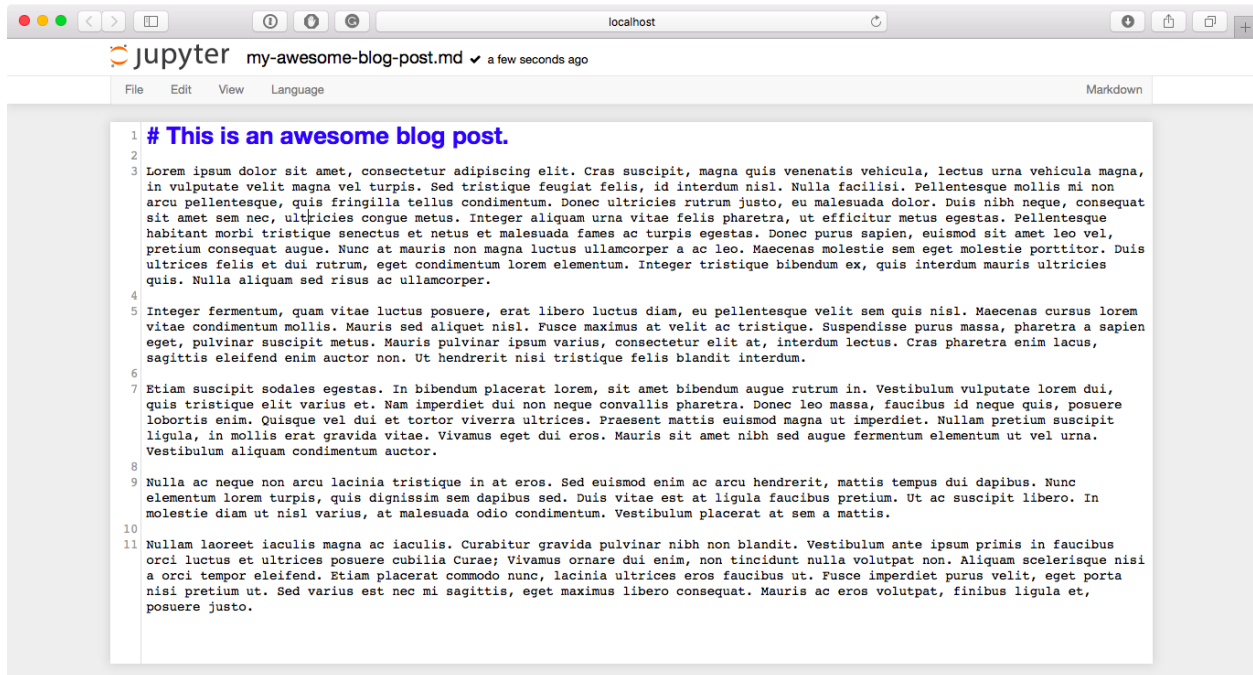 localhost
jupyter my-awesome-blog-post.md ✔ a few seconds ago
File Edit View Language Markdown
1 # This is an awesome blog post.
2
3 Lorem ipsum dolor sit amet, consectetur adipiscing elit. Cras suscipit, magna quis venenatis vehicula, lectus urna vehicula magna,
in vulputate velit magna vel turpis. Sed tristique feugiat felis, id interdum nisl. Nulla facilisi. Pellentesque mollis mi non
arcu pellentesque, quis fringilla tellus condimentum. Donec ultricies rutrum justo, eu malesuada dolor. Duis nibh neque, consequat
sit amet sem nec, ultricies congue metus. Integer aliquam urna vitae felis pharetra, ut efficitur metus egestas. Pellentesque
habitant morbi tristique senectus et netus et malesuada fames ac turpis egestas. Donec purus sapien, euismod sit amet leo vel,
pretium consequat augue. Nunc at mauris non magna luctus ullamcorper a ac leo. Maecenas molestie sem eget molestie porttitor. Duis
ultrices felis et dui rutrum, eget condimentum lorem elementum. Integer tristique bibendum ex, quis interdum mauris ultricies
quis. Nulla aliquam sed risus ac ullamcorper.
4
5 Integer fermentum, quam vitae luctus posuere, erat libero luctus diam, eu pellentesque velit sem quis nisl. Maecenas cursus lorem
vitae condimentum mollis. Mauris sed aliquet nisl. Fusce maximus at velit ac tristique. Suspendisse purus massa, pharetra a sapien
eget, pulvinar suscipit metus. Mauris pulvinar ipsum varius, consectetur elit at, interdum lectus. Cras pharetra enim lacus,
sagittis eleifend enim auctor non. Ut hendrerit nisi tristique felis blandit interdum.
6
7 Etiam suscipit sodales egestas. In bibendum placerat lorem, sit amet bibendum augue rutrum in. Vestibulum vulputate lorem dui,
quis tristique elit varius et. Nam imperdiet dui non neque convallis pharetra. Donec leo massa, faucibus id neque quis, posuere
lobortis enim. Quisque vel dui et tortor viverra ultrices. Praesent mattis euismod magna ut imperdiet. Nullam pretium suscipit
ligula, in mollis erat gravida vitae. Vivamus eget dui eros. Mauris sit amet nibh sed augue fermentum elementum ut vel urna.
Vestibulum aliquam condimentum auctor.
8
9 Nulla ac neque non arcu lacinia tristique in at eros. Sed euismod enim ac arcu hendrerit, mattis tempus dui dapibus. Nunc
elementum lorem turpis, quis dignissim sem dapibus sed. Duis vitae est at ligula faucibus pretium. Ut ac suscipit libero. In
molestie diam ut nisl varius, at malesuada odio condimentum. Vestibulum placerat at sem a mattis.
10
11 Nullam laoreet iaculis magna ac iaculis. Curabitur gravida pulvinar nibh non blandit. Vestibulum ante ipsum primis in faucibus
orci luctus et ultrices posuere cubilia Curae; Vivamus ornare dui enim, non tincidunt nulla volutpat non. Aliquam scelerisque nisi
a orci tempor eleifend. Etiam placerat commodo nunc, lacinia ultrices eros faucibus ut. Fusce imperdiet purus velit, eget porta
nisi pretium ut. Sed varius est nec mi sagittis, eget maximus libero consequat. Mauris ac eros volutpat, finibus ligula et,
posuere justo.